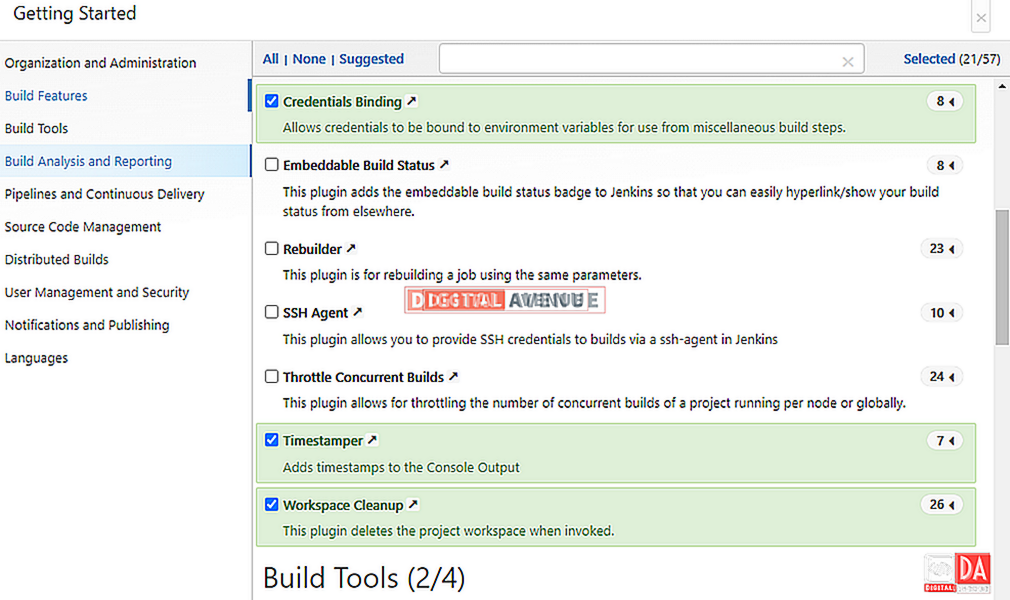 Getting Started
Organization and Administration
Build Features
Build Tools
Build Analysis and Reporting
Pipelines and Continuous Delivery
Source Code Management
Distributed Builds
User Management and Security
Notifications and Publishing
Languages
All | None | Suggested
Selected (21/57)
Credentials Binding 8
Allows credentials to be bound to environment variables for use from miscellaneous build steps.
Embeddable Build Status 8
This plugin adds the embeddable build status badge to Jenkins so that you can easily hyperlink/show your build
status from elsewhere.
Rebuilder 23
This plugin is for rebuilding a job using the same parameters.
DIGITAL AVENUE
SSH Agent 10
This plugin allows you to provide SSH credentials to builds via a ssh-agent in Jenkins
Throttle Concurrent Builds 24
This plugin allows for throttling the number of concurrent builds of a project running per node or globally.
Timestamper 7
Adds timestamps to the Console Output
Workspace Cleanup 26
This plugin deletes the project workspace when invoked.
Build Tools (2/4)
DA
DIGITAL